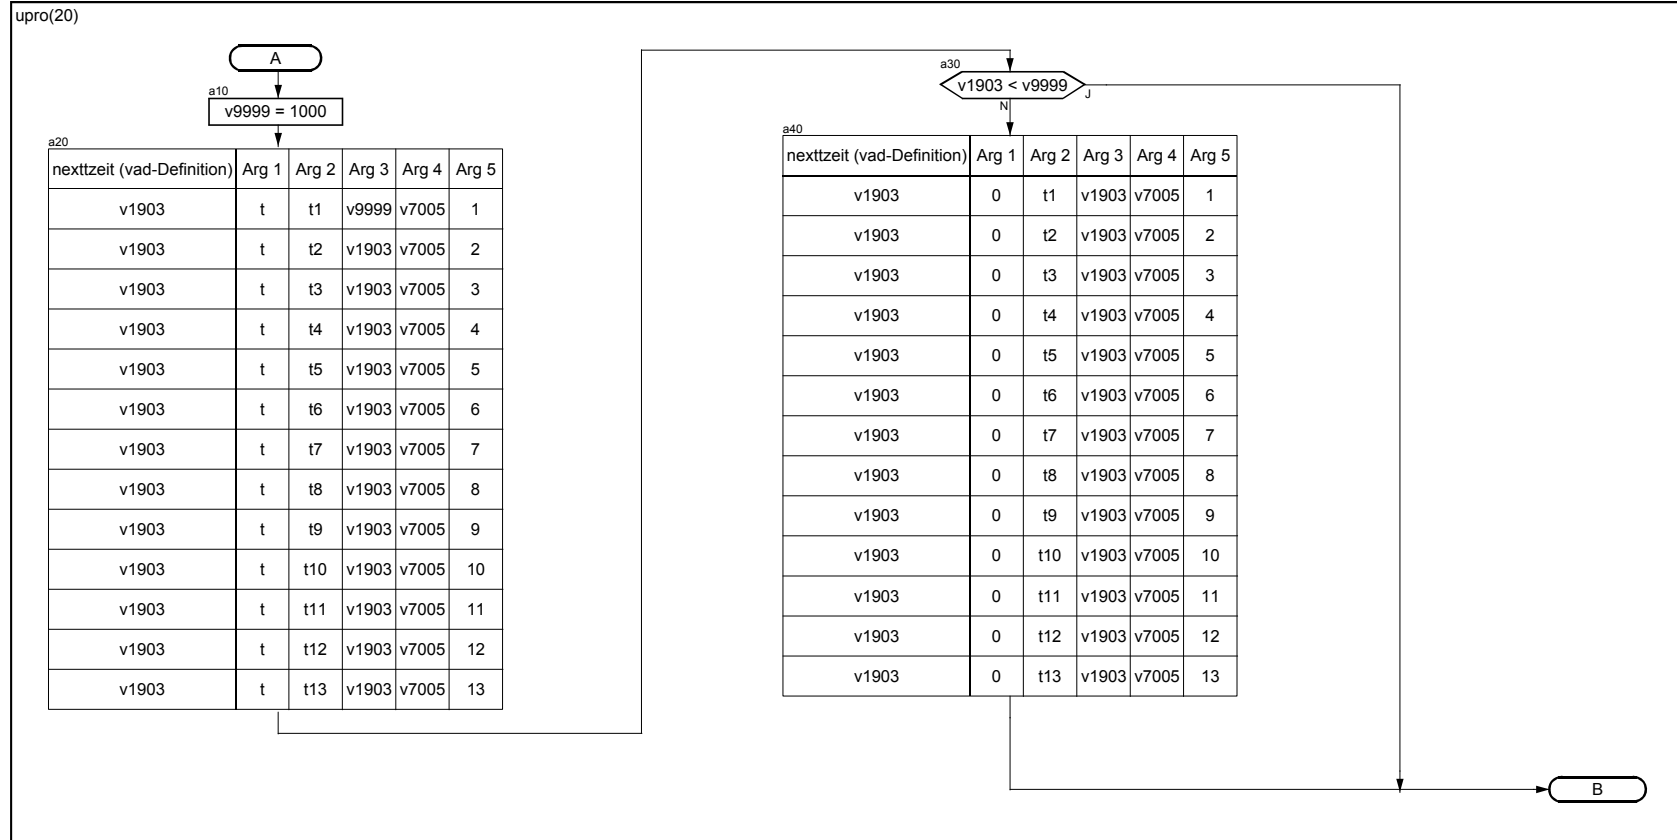 upro(20)
A
a10
v9999 = 1000
a20
nexttzeit (vad-Definition) Arg 1 Arg 2 Arg 3 Arg 4 Arg 5
v1903 t t1 v9999 v7005 1
v1903 t t2 v1903 v7005 2
v1903 t t3 v1903 v7005 3
v1903 t t4 v1903 v7005 4
v1903 t t5 v1903 v7005 5
v1903 t t6 v1903 v7005 6
v1903 t t7 v1903 v7005 7
v1903 t t8 v1903 v7005 8
v1903 t t9 v1903 v7005 9
v1903 t t10 v1903 v7005 10
v1903 t t11 v1903 v7005 11
v1903 t t12 v1903 v7005 12
v1903 t t13 v1903 v7005 13
a30
v1903 < v9999
J
N
a40
nexttzeit (vad-Definition) Arg 1 Arg 2 Arg 3 Arg 4 Arg 5
v1903 0 t1 v1903 v7005 1
v1903 0 t2 v1903 v7005 2
v1903 0 t3 v1903 v7005 3
v1903 0 t4 v1903 v7005 4
v1903 0 t5 v1903 v7005 5
v1903 0 t6 v1903 v7005 6
v1903 0 t7 v1903 v7005 7
v1903 0 t8 v1903 v7005 8
v1903 0 t9 v1903 v7005 9
v1903 0 t10 v1903 v7005 10
v1903 0 t11 v1903 v7005 11
v1903 0 t12 v1903 v7005 12
v1903 0 t13 v1903 v7005 13
B